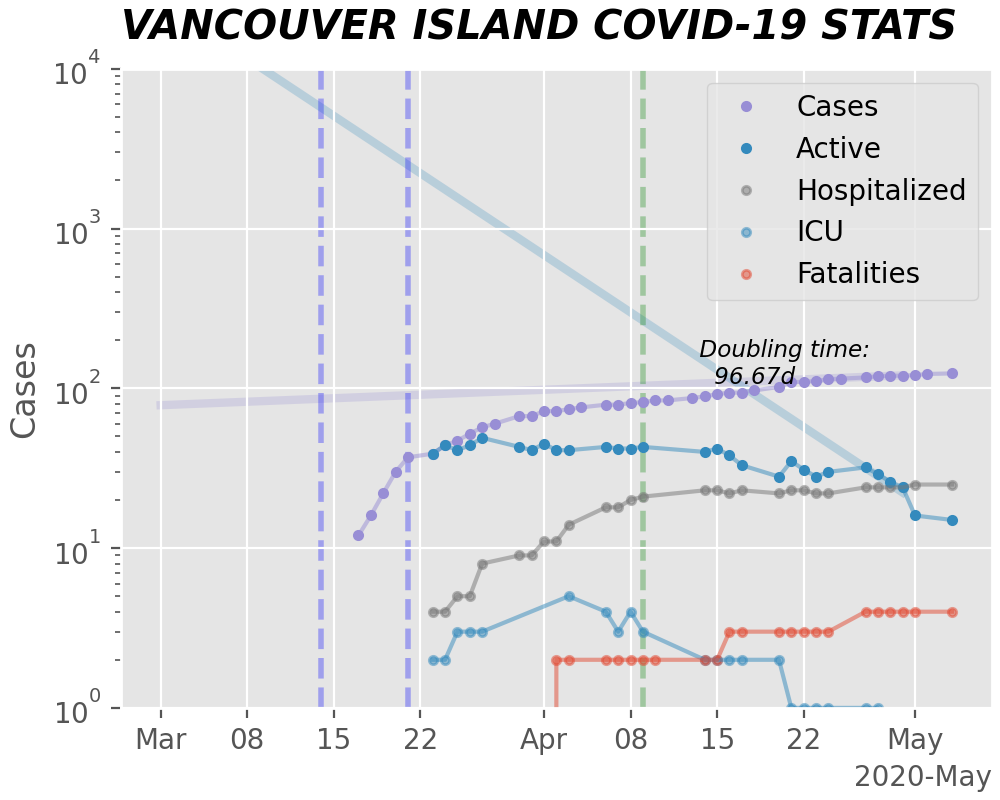 VANCOUVER ISLAND COVID-19 STATS
Cases
10^4
10^3
10^2
10^1
10^0
Cases
Active
Hospitalized
ICU
Fatalities
Doubling time:
96.67d
Mar 08 15 22 Apr 08 15 22 May
2020-May